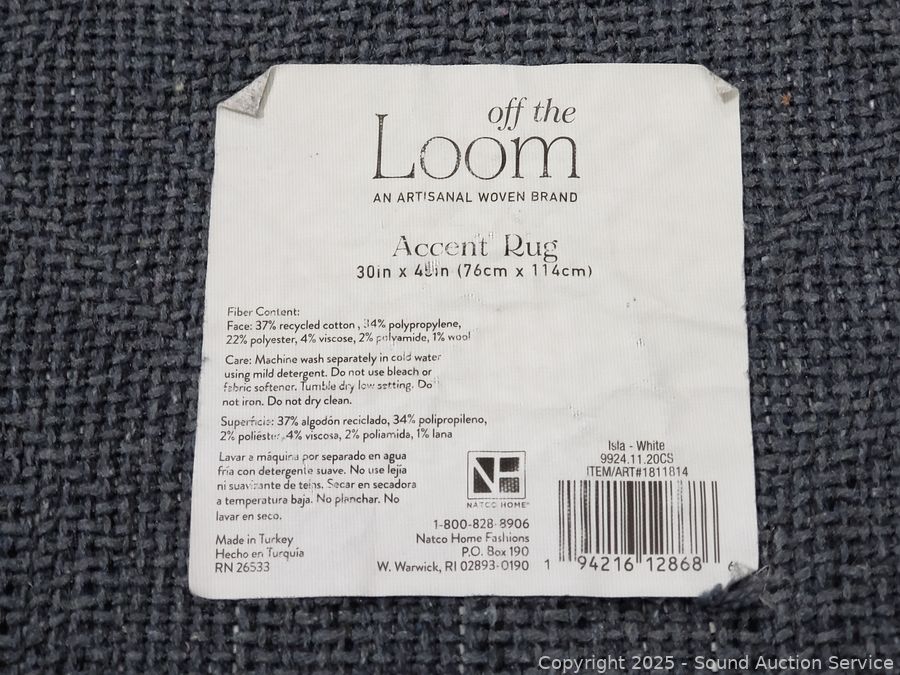 off the
Loom
AN ARTISANAL WOVEN BRAND
Accent Rug
30in x 45in (76cm x 114cm)
Fiber Content:
Face: 37% recycled cotton , 34% polypropylene,
22% polyester, 4% viscose, 2% polyamide, 1% wool
Care: Machine wash separately in cold water
using mild detergent. Do not use bleach or
fabric softener. Tumble dry low setting. Do
not iron. Do not dry clean.
Superficie: 37% algodón reciclado, 34% polipropileno,
2% poliéster, 4% viscosa, 2% poliamida, 1% lana
Lavar a máquina por separado en agua
fría con detergente suave. No use lejía
ni suavizante de telas. Secar en secadora
a temperatura baja. No planchar. No
lavar en seco.
Made in Turkey
Hecho en Turquía
RN 26533
NATCO HOME®
1-800-828-8906
Natco Home Fashions
P.O. Box 190
W. Warwick, RI 02893-0190
Isla - White
9924.11.20CS
ITEM/ART#1811814
1 94216 12868 6
Copyright 2025 - Sound Auction Service